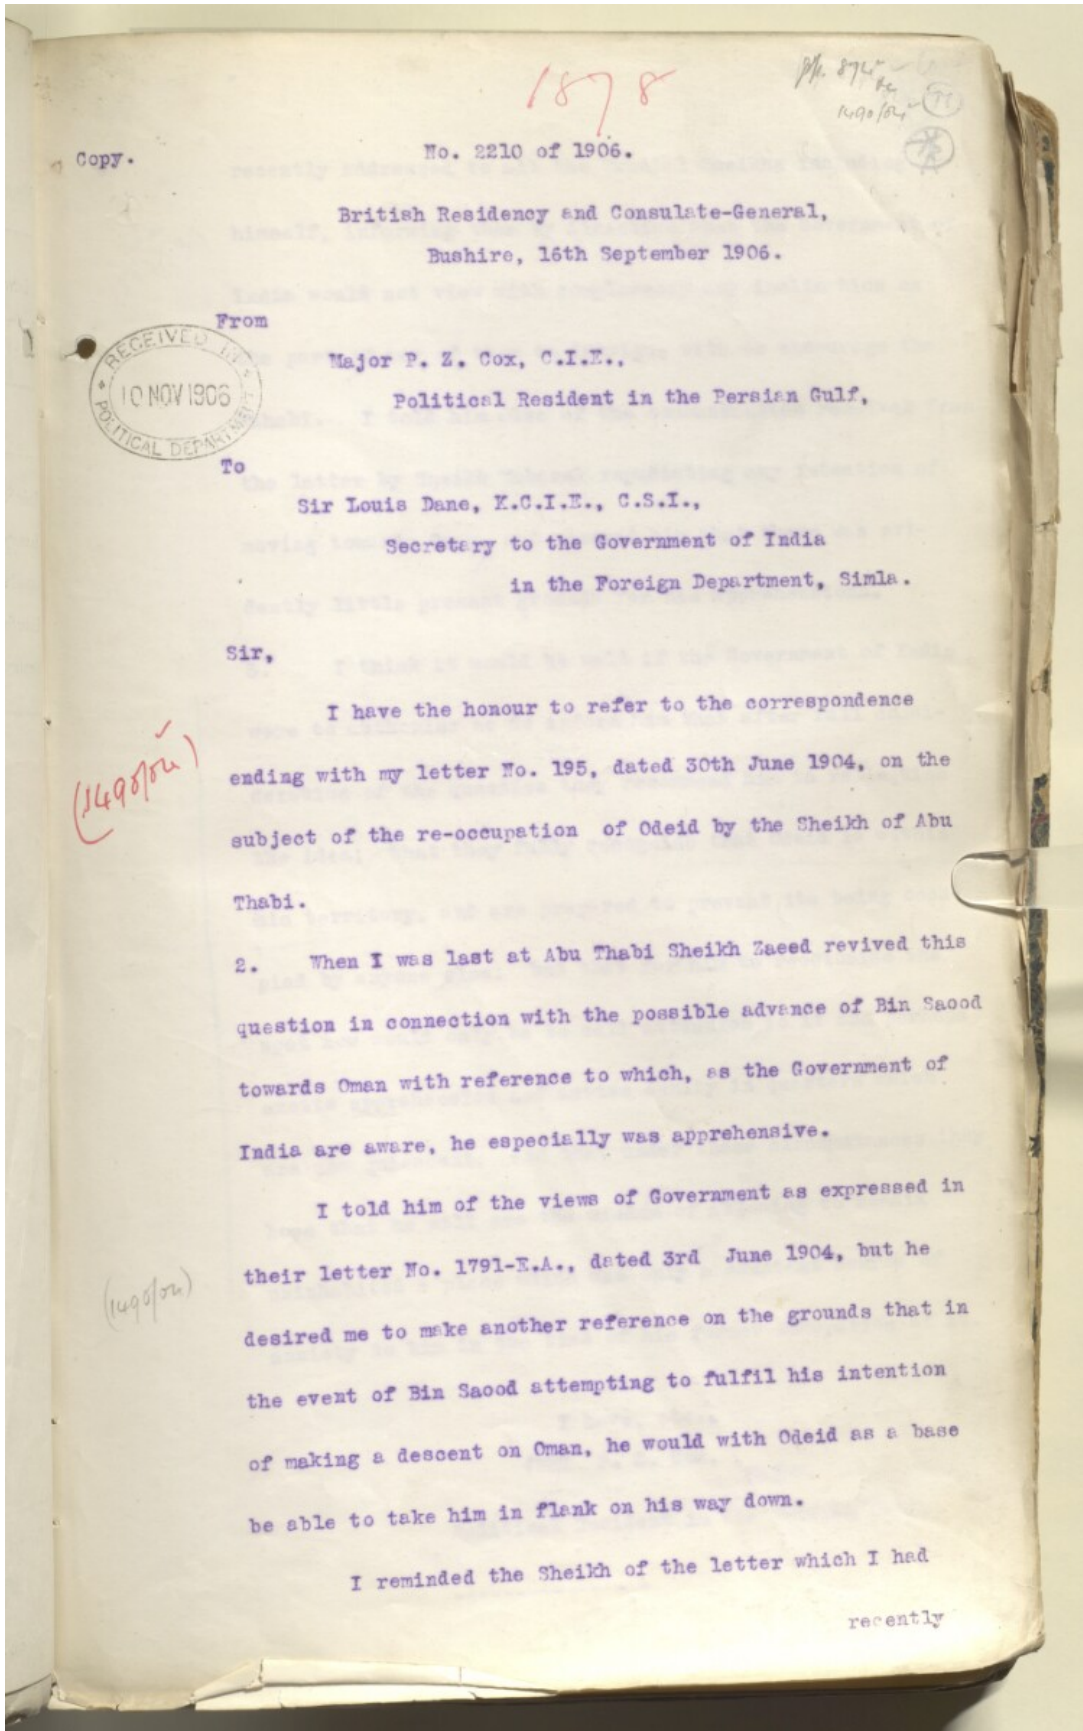 1878
Copy.
No. 2210 of 1906.
British Residency and Consulate-General,
Bushire, 16th September 1906.
From
RECEIVED IN
10 NOV 1906
POLITICAL DEPARTMENT
Major P. Z. Cox, C.I.E.,
Political Resident in the Persian Gulf,
To
Sir Louis Dane, K.C.I.E., C.S.I.,
Secretary to the Government of India
in the Foreign Department, Simla.
Sir,
I have the honour to refer to the correspondence
(1490/04)
ending with my letter No. 195, dated 30th June 1904, on the
subject of the re-occupation of Odeid by the Sheikh of Abu
Thabi.
2. When I was last at Abu Thabi Sheikh Zaeed revived this
question in connection with the possible advance of Bin Saood
towards Oman with reference to which, as the Government of
India are aware, he especially was apprehensive.
I told him of the views of Government as expressed in
their letter No. 1791-E.A., dated 3rd June 1904, but he
(1490/04)
desired me to make another reference on the grounds that in
the event of Bin Saood attempting to fulfil his intention
of making a descent on Oman, he would with Odeid as a base
be able to take him in flank on his way down.
I reminded the Sheikh of the letter which I had
recently